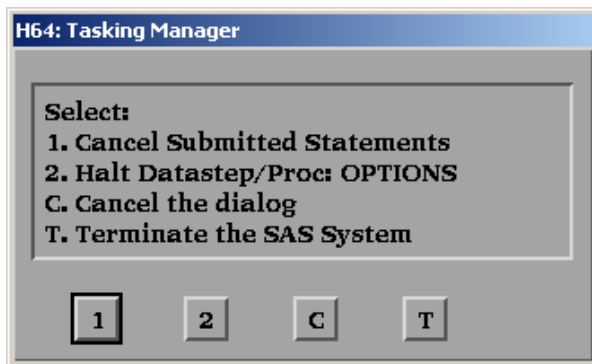 H64: Tasking Manager
Select:
1. Cancel Submitted Statements
2. Halt Datastep/Proc: OPTIONS
C. Cancel the dialog
T. Terminate the SAS System
1 2 C T